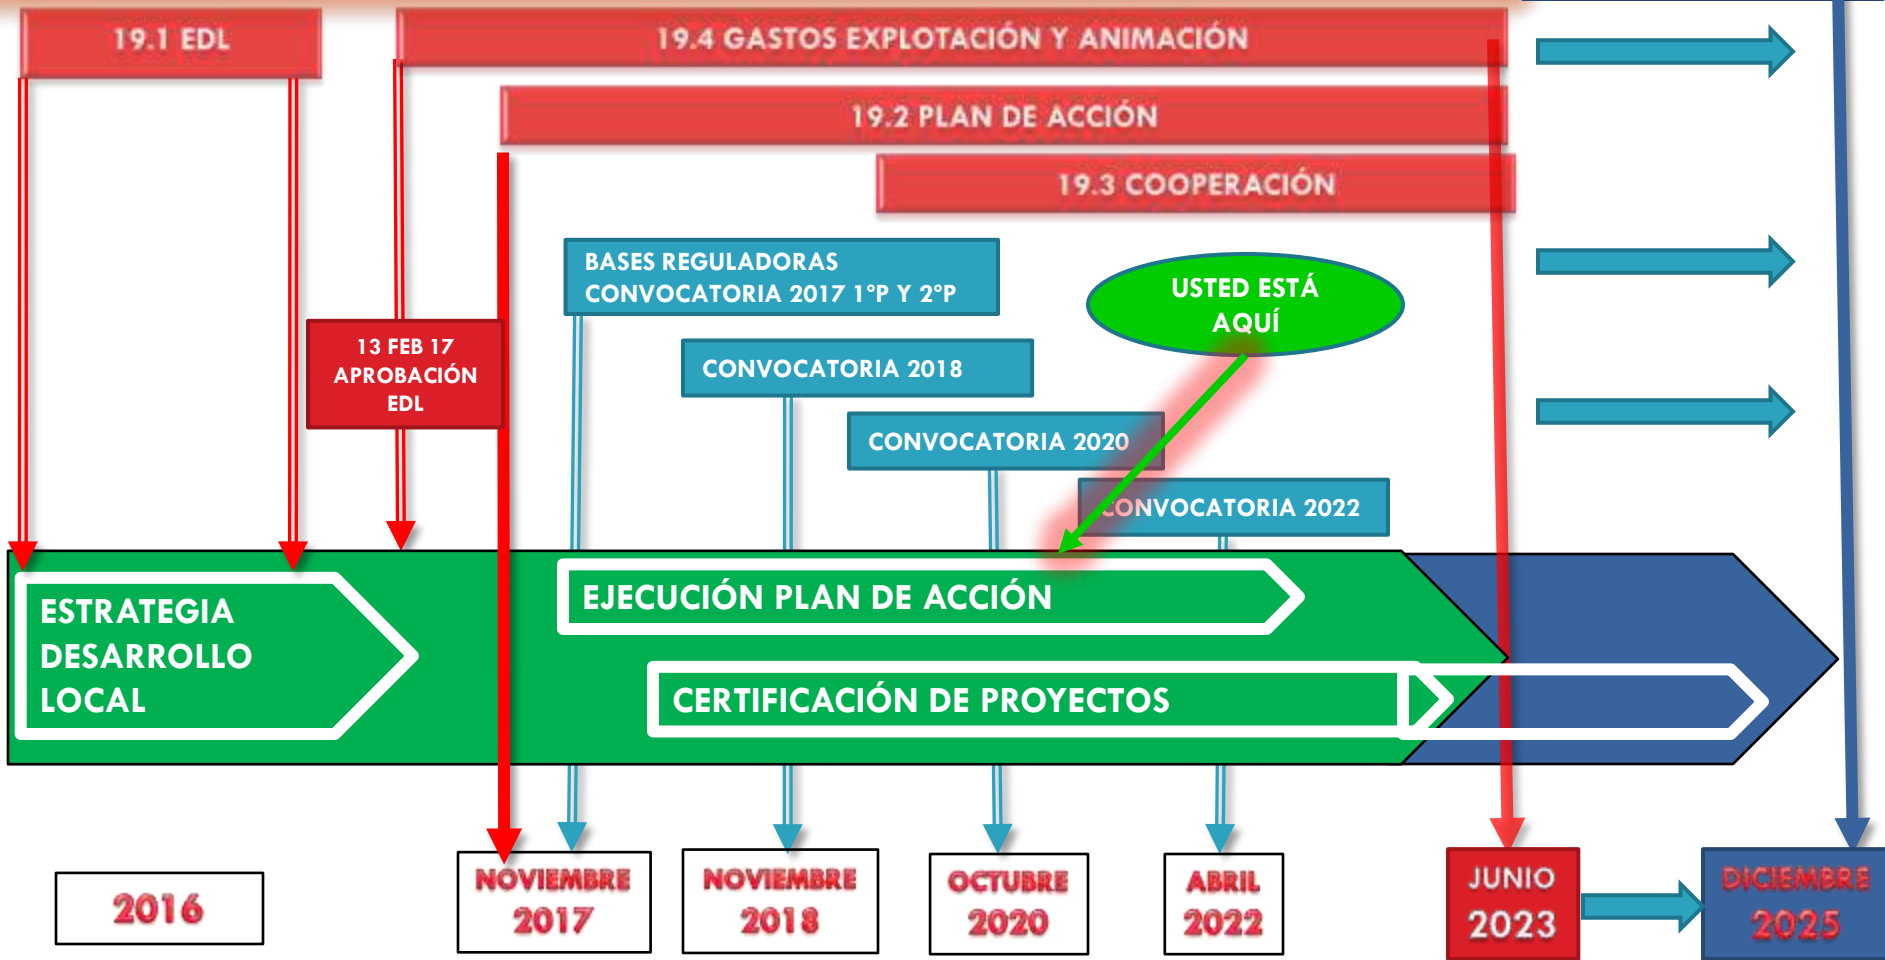 19.1 EDL
19.4 GASTOS EXPLOTACIÓN Y ANIMACIÓN
19.2 PLAN DE ACCIÓN
19.3 COOPERACIÓN
BASES REGULADORAS
CONVOCATORIA 2017 1ºP Y 2ºP
USTED ESTÁ
AQUÍ
13 FEB 17
APROBACIÓN
EDL
CONVOCATORIA 2018
CONVOCATORIA 2020
CONVOCATORIA 2022
ESTRATEGIA
DESARROLLO
LOCAL
EJECUCIÓN PLAN DE ACCIÓN
CERTIFICACIÓN DE PROYECTOS
2016
NOVIEMBRE
2017
NOVIEMBRE
2018
OCTUBRE
2020
ABRIL
2022
JUNIO
2023
DICIEMBRE
2025